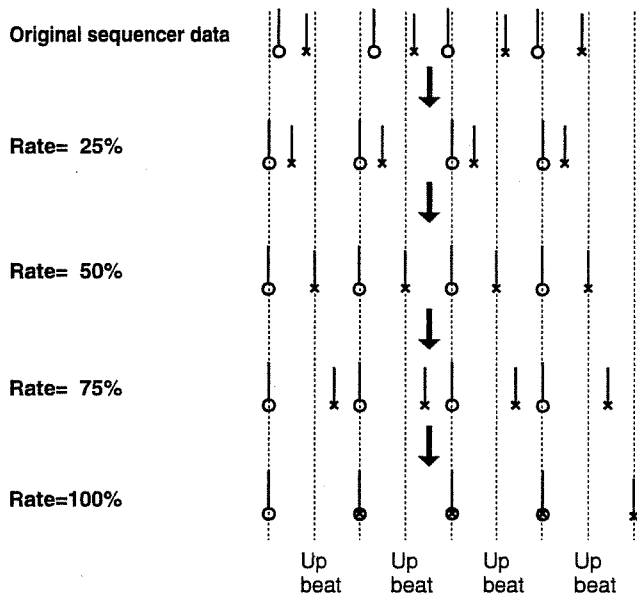 Original sequencer data
Rate= 25%
Rate= 50%
Rate= 75%
Rate=100%
Up Up Up Up
beat beat beat beat